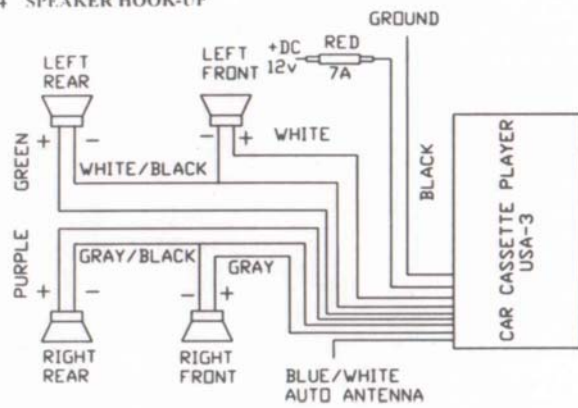 4 SPEAKER HOOK-UP
GROUND
LEFT
REAR
LEFT
FRONT
+DC
12v
RED
7A
GREEN
+
-
-
+
WHITE
WHITE/BLACK
BLACK
CAR CASSETTE PLAYER
USA-3
PURPLE
GRAY/BLACK
GRAY
+
-
-
+
RIGHT
REAR
RIGHT
FRONT
BLUE/WHITE
AUTO ANTENNA